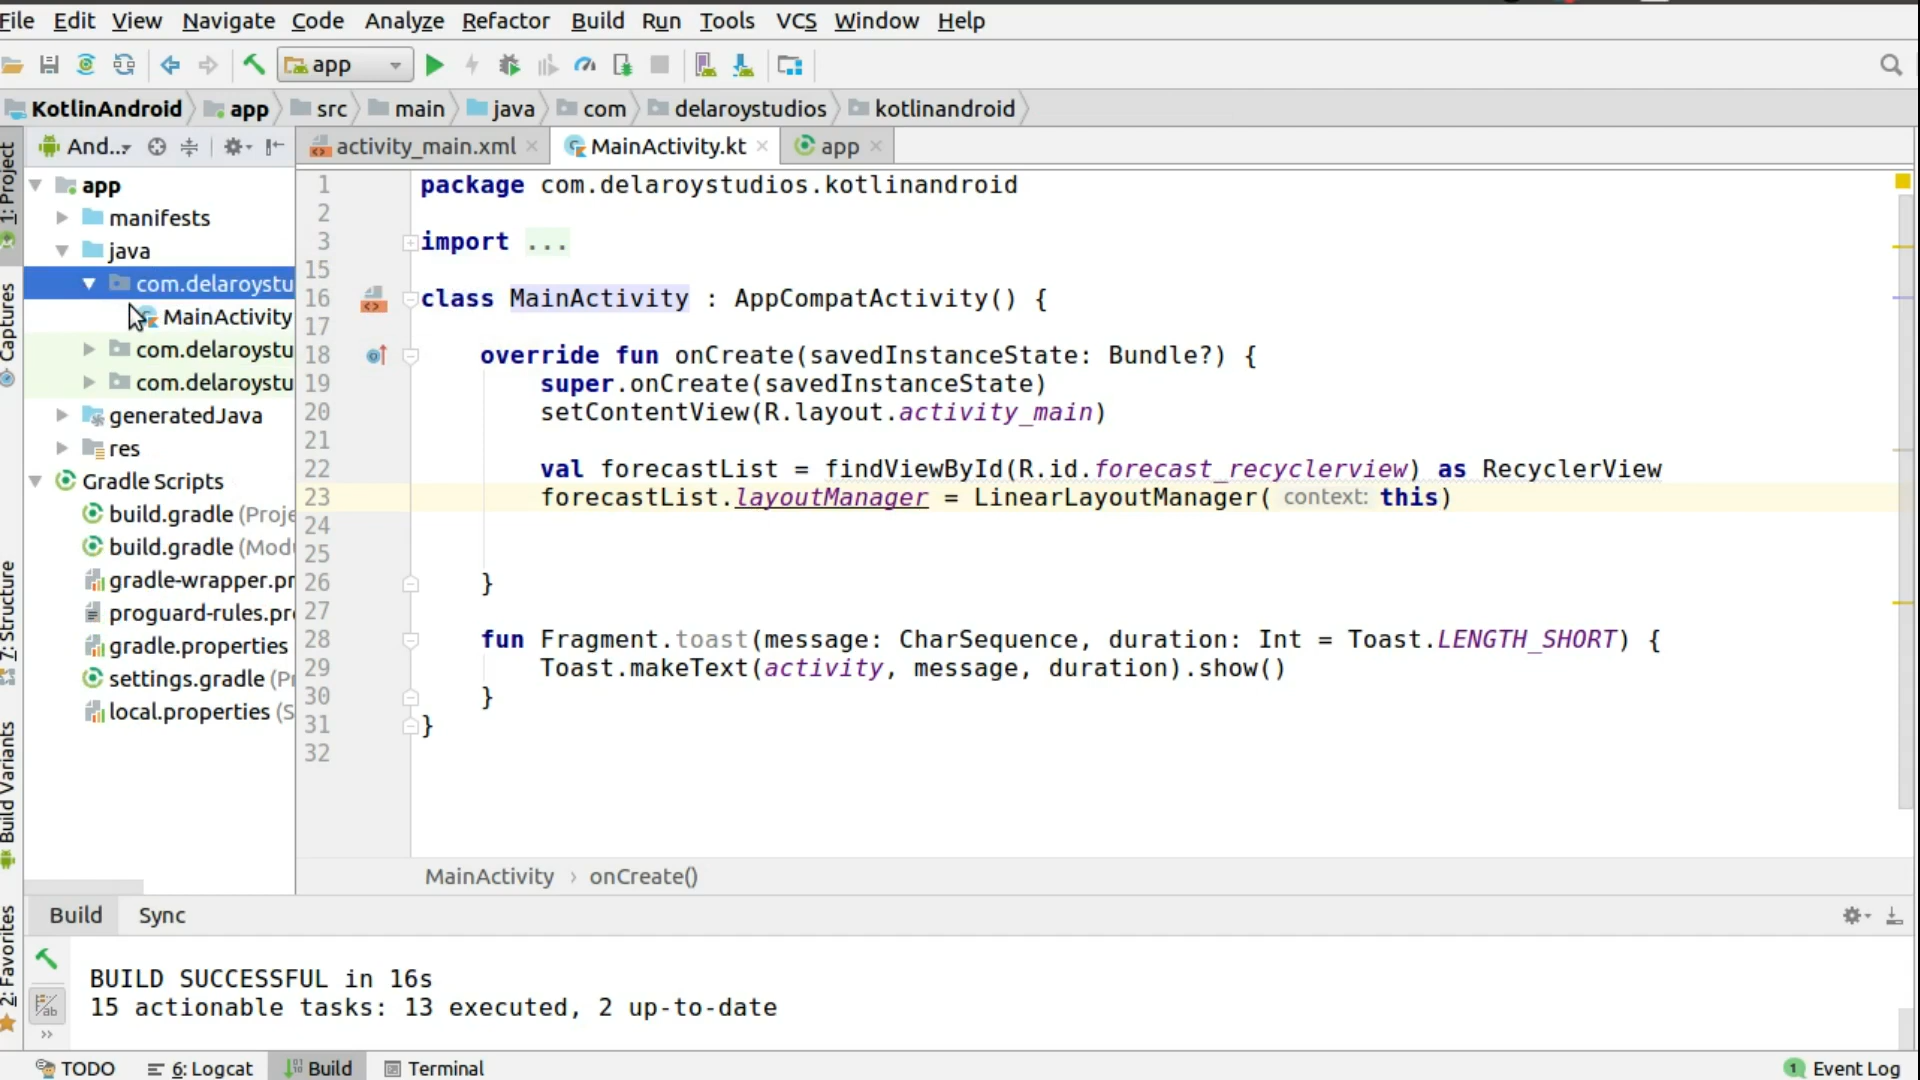 File Edit View Navigate Code Analyze Refactor Build Run Tools VCS Window Help
app
KotlinAndroid app src main java com delaroystudios kotlinandroid
And... activity_main.xml MainActivity.kt app
1: Project
Captures
7: Structure
Build Variants
2: Favorites
app
manifests
java
com.delaroystu
MainActivity
com.delaroystu
com.delaroystu
generatedJava
res
Gradle Scripts
build.gradle (Proje
build.gradle (Modu
gradle-wrapper.pr
proguard-rules.pro
gradle.properties
settings.gradle (Pr
local.properties (S
1 package com.delaroystudios.kotlinandroid
2
3 import ...
15
16 class MainActivity : AppCompatActivity() {
17
18 override fun onCreate(savedInstanceState: Bundle?) {
19 super.onCreate(savedInstanceState)
20 setContentView(R.layout.activity_main)
21
22 val forecastList = findViewById(R.id.forecast_recyclerview) as RecyclerView
23 forecastList.layoutManager = LinearLayoutManager( context: this)
24
25
26 }
27
28 fun Fragment.toast(message: CharSequence, duration: Int = Toast.LENGTH_SHORT) {
29 Toast.makeText(activity, message, duration).show()
30 }
31 }
32
MainActivity › onCreate()
Build Sync
BUILD SUCCESSFUL in 16s
15 actionable tasks: 13 executed, 2 up-to-date
TODO 6: Logcat Build Terminal 1 Event Log